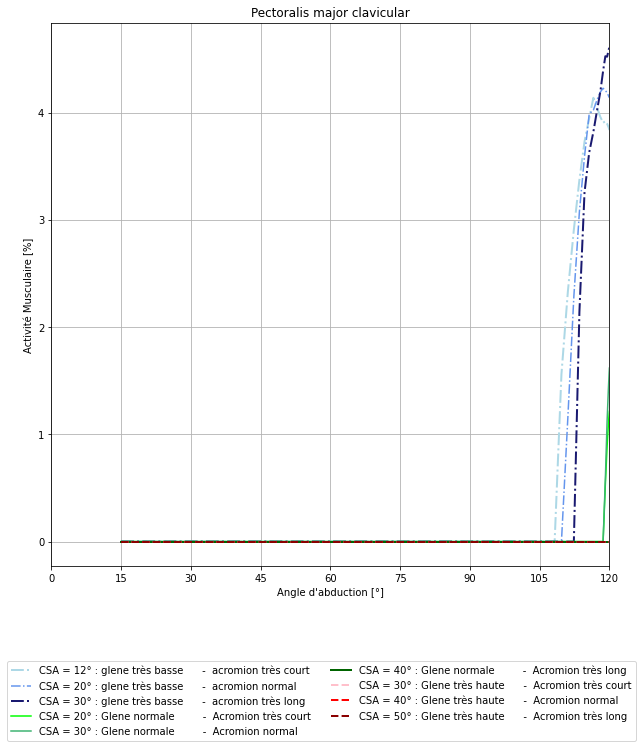 Pectoralis major clavicular
4
3
2
1
0
Activité Musculaire [%]
0 15 30 45 60 75 90 105 120
Angle d'abduction [°]
CSA = 12° : glene très basse - acromion très court
CSA = 20° : glene très basse - acromion normal
CSA = 30° : glene très basse - acromion très long
CSA = 20° : Glene normale - Acromion très court
CSA = 30° : Glene normale - Acromion normal
CSA = 40° : Glene normale - Acromion très long
CSA = 30° : Glene très haute - Acromion très court
CSA = 40° : Glene très haute - Acromion normal
CSA = 50° : Glene très haute - Acromion très long